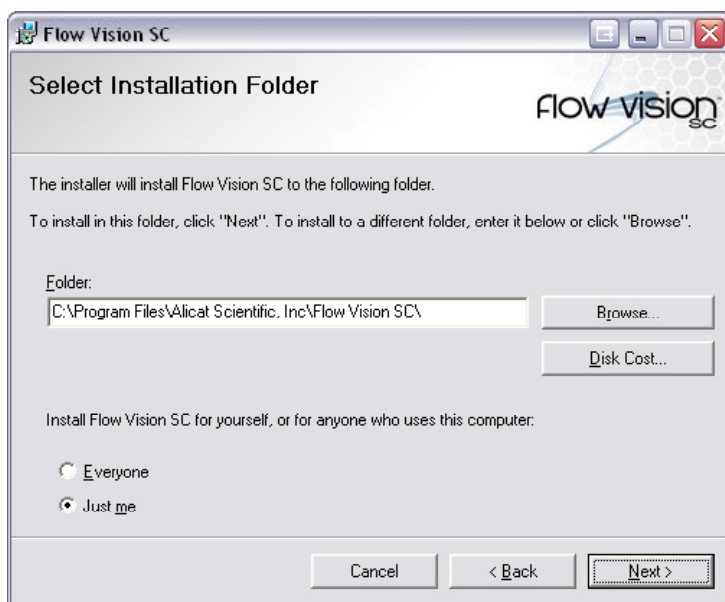 Flow Vision SC
Select Installation Folder
flow vision
SC
The installer will install Flow Vision SC to the following folder.
To install in this folder, click "Next". To install to a different folder, enter it below or click "Browse".
Folder:
C:\Program Files\Alicat Scientific, Inc\Flow Vision SC\
Browse...
Disk Cost...
Install Flow Vision SC for yourself, or for anyone who uses this computer:
Everyone
Just me
Cancel
< Back
Next >